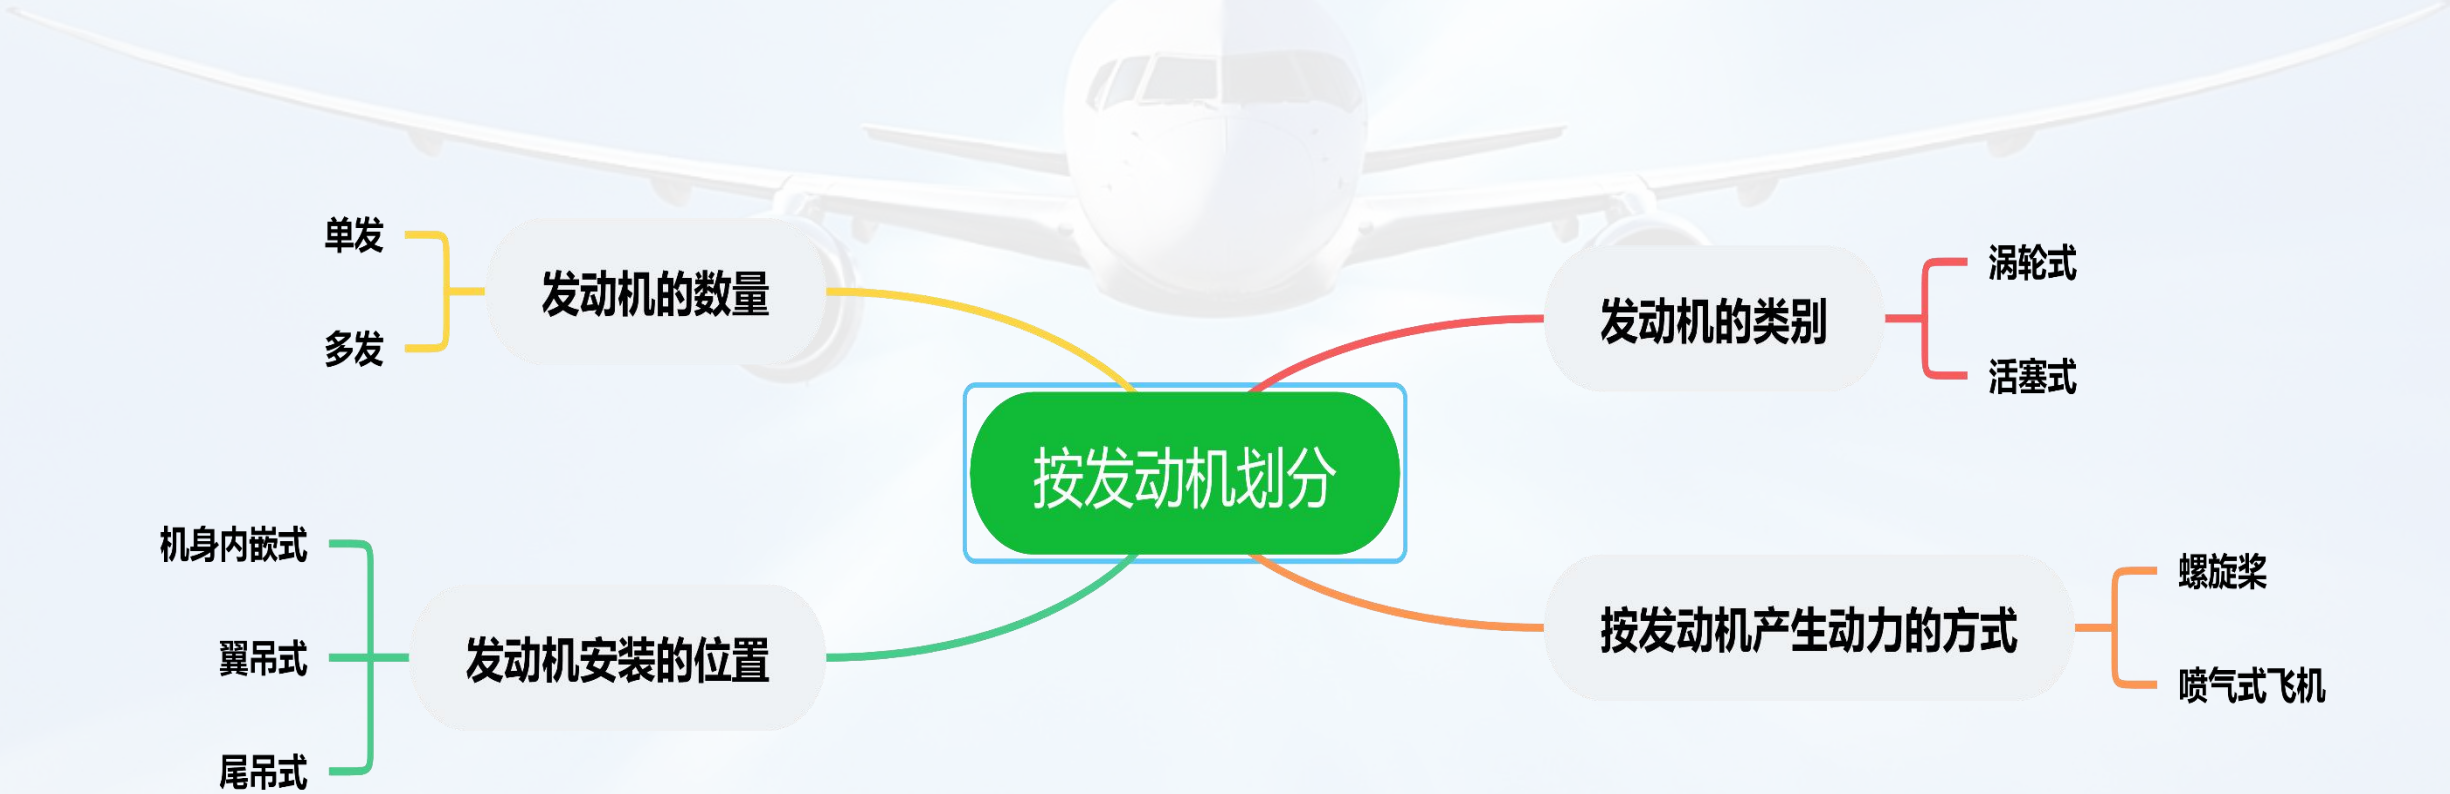 单发
发动机的数量
多发
发动机的类别
涡轮式
活塞式
按发动机划分
机身内嵌式
发动机安装的位置
翼吊式
尾吊式
按发动机产生动力的方式
螺旋桨
喷气式飞机